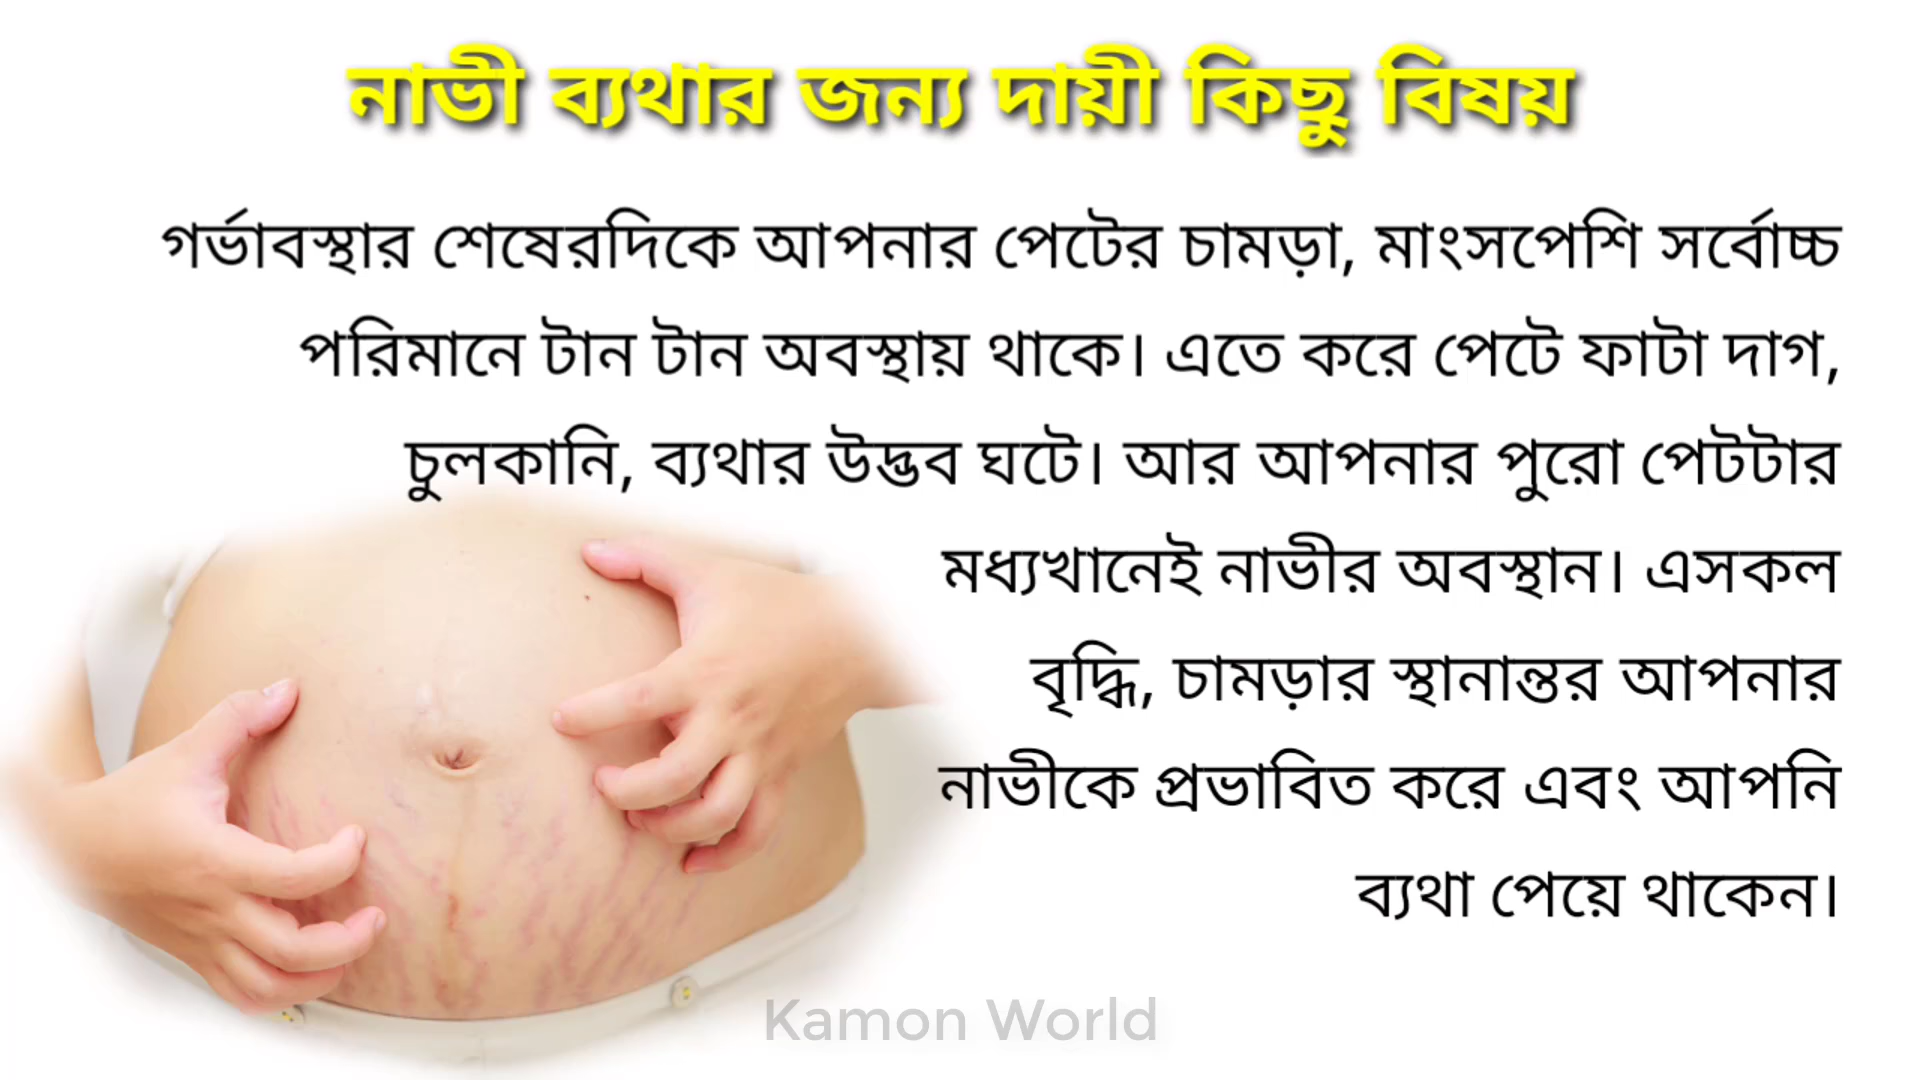 নাভী ব্যথার জন্য দায়ী কিছু বিষয়
গর্ভাবস্থার শেষেরদিকে আপনার পেটের চামড়া, মাংসপেশি সর্বোচ্চ
পরিমানে টান টান অবস্থায় থাকে। এতে করে পেটে ফাটা দাগ,
চুলকানি, ব্যথার উদ্ভব ঘটে। আর আপনার পুরো পেটটার
মধ্যখানেই নাভীর অবস্থান। এসকল
বৃদ্ধি, চামড়ার স্থানান্তর আপনার
নাভীকে প্রভাবিত করে এবং আপনি
ব্যথা পেয়ে থাকেন।
Kamon World